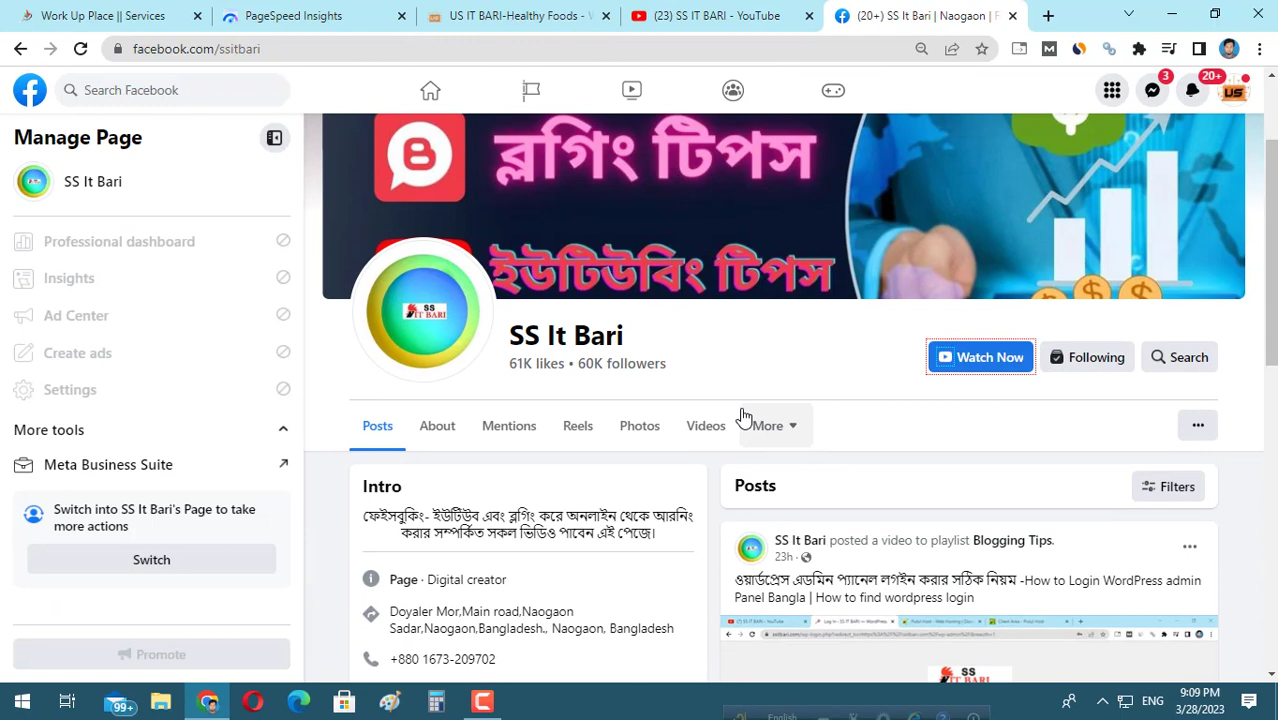 Work Up Place || Services
PageSpeed Insights
US IT BARI-Healthy Foods - W
(23) SS IT BARI - YouTube
(20+) SS It Bari | Naogaon | F
facebook.com/ssitbari
Search Facebook
3
20+
US
Manage Page
SS It Bari
Professional dashboard
Insights
Ad Center
Create ads
Settings
More tools
Meta Business Suite
Switch into SS It Bari's Page to take
more actions
Switch
Promote
ব্লগিং টিপস
ইউটিউবিং টিপস
SS
IT BARI
SS It Bari
61K likes • 60K followers
Watch Now
Following
Search
Posts
About
Mentions
Reels
Photos
Videos
More
Intro
ফেইসবুকিং- ইউটিউব এবং ব্লগিং করে অনলাইন থেকে আরনিং
করার সম্পর্কিত সকল ভিডিও পাবেন এই পেজে।
Page · Digital creator
Doyaler Mor,Main road,Naogaon
Sadar,Naogaon,Bangladesh., Naogaon, Bangladesh
+880 1673-209702
Posts
Filters
SS It Bari posted a video to playlist Blogging Tips.
23h ·
ওয়ার্ডপ্রেস এডমিন প্যানেল লগইন করার সঠিক নিয়ম -How to Login WordPress admin
Panel Bangla | How to find wordpress login
SS
99+
ENG
9:09 PM
3/28/2023
English